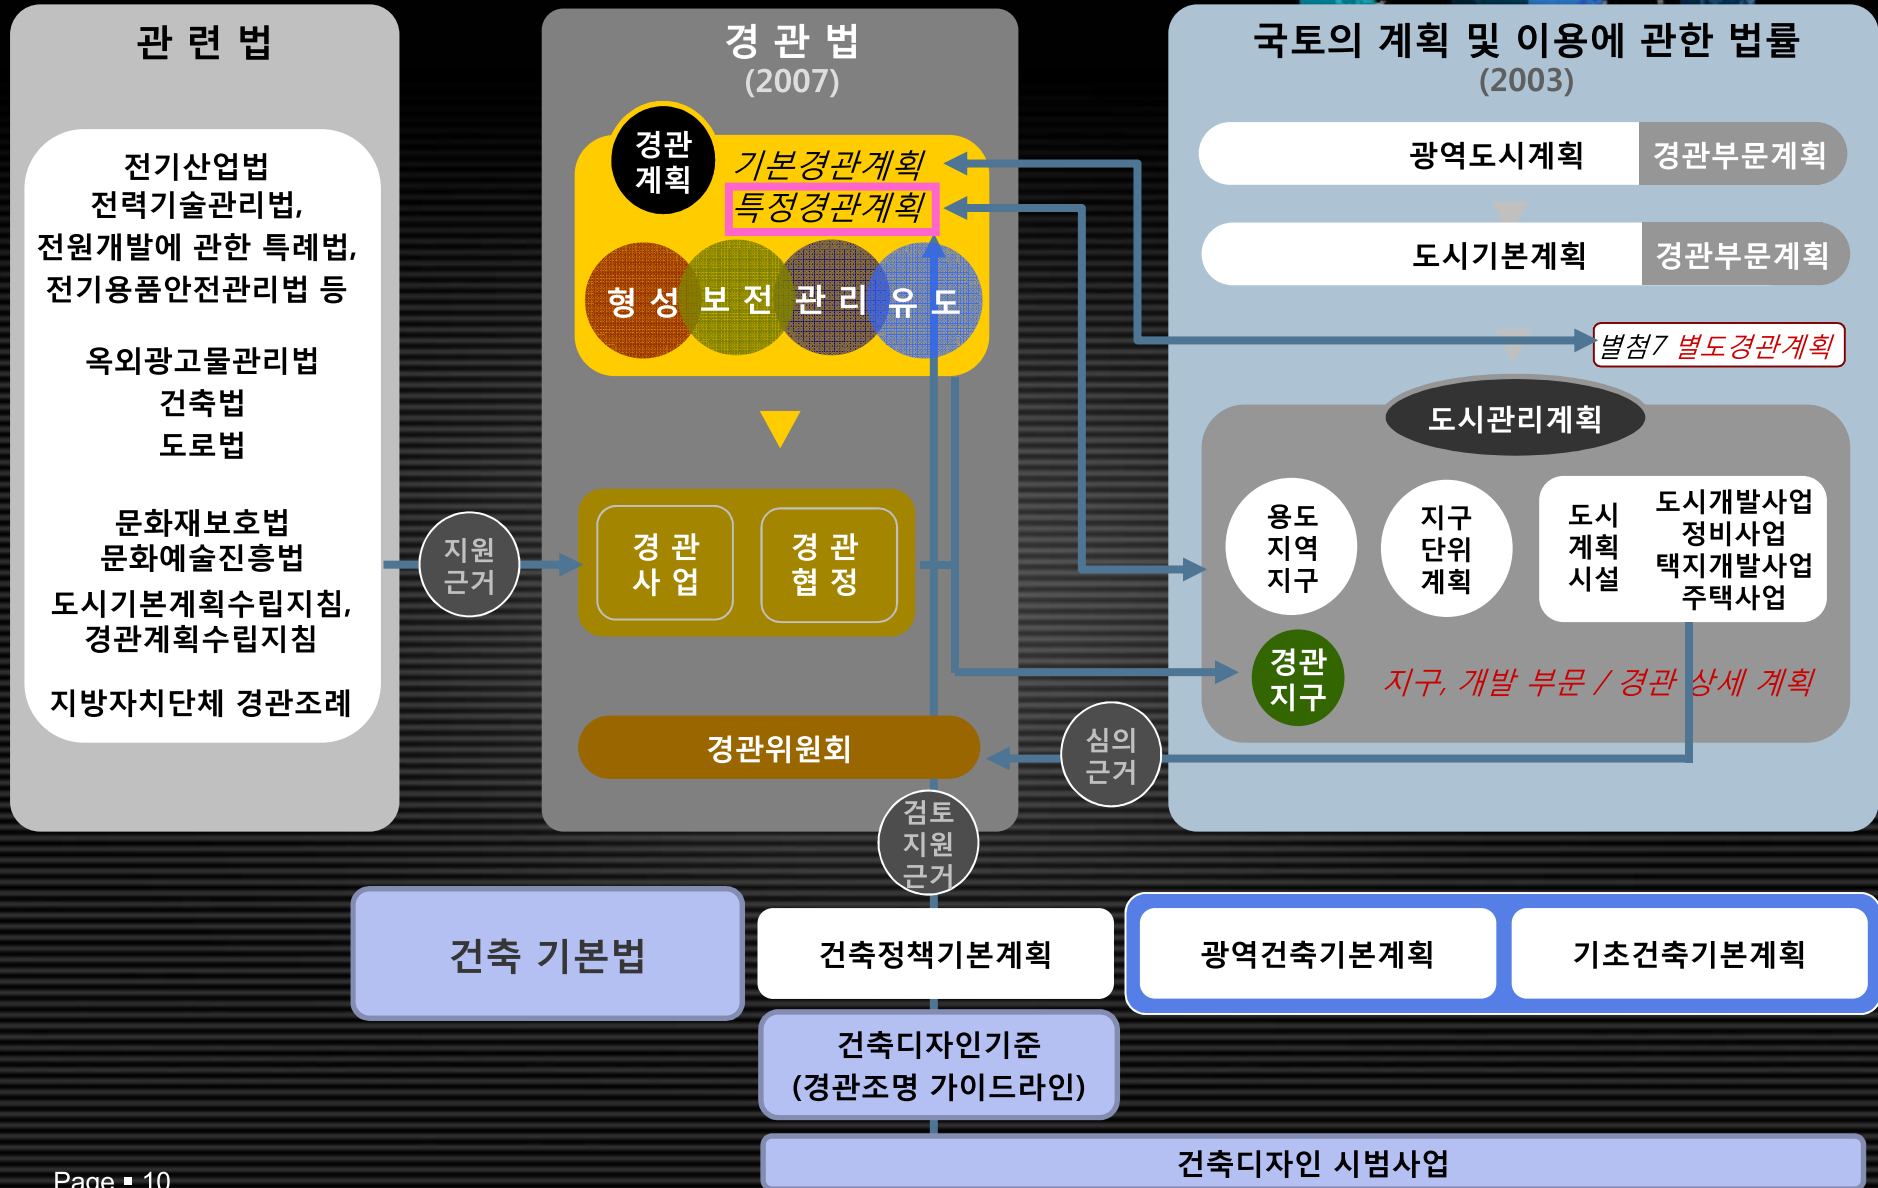 관 련 법
전기산업법
전력기술관리법,
전원개발에 관한 특례법,
전기용품안전관리법 등
옥외광고물관리법
건축법
도로법
문화재보호법
문화예술진흥법
도시기본계획수립지침,
경관계획수립지침
지방자치단체 경관조례
지원
근거
경 관 법
(2007)
경관
계획
기본경관계획
특정경관계획
형 성 보 전 관 리 유 도
경 관
사 업
경 관
협 정
경관위원회
검토
지원
근거
심의
근거
국토의 계획 및 이용에 관한 법률
(2003)
광역도시계획 경관부문계획
도시기본계획 경관부문계획
별첨7 별도경관계획
도시관리계획
용도
지역
지구
지구
단위
계획
도시
계획
시설
도시개발사업
정비사업
택지개발사업
주택사업
경관
지구
지구, 개발 부문 / 경관 상세 계획
건축 기본법
건축정책기본계획
광역건축기본계획
기초건축기본계획
건축디자인기준
(경관조명 가이드라인)
건축디자인 시범사업
Page ▪ 10